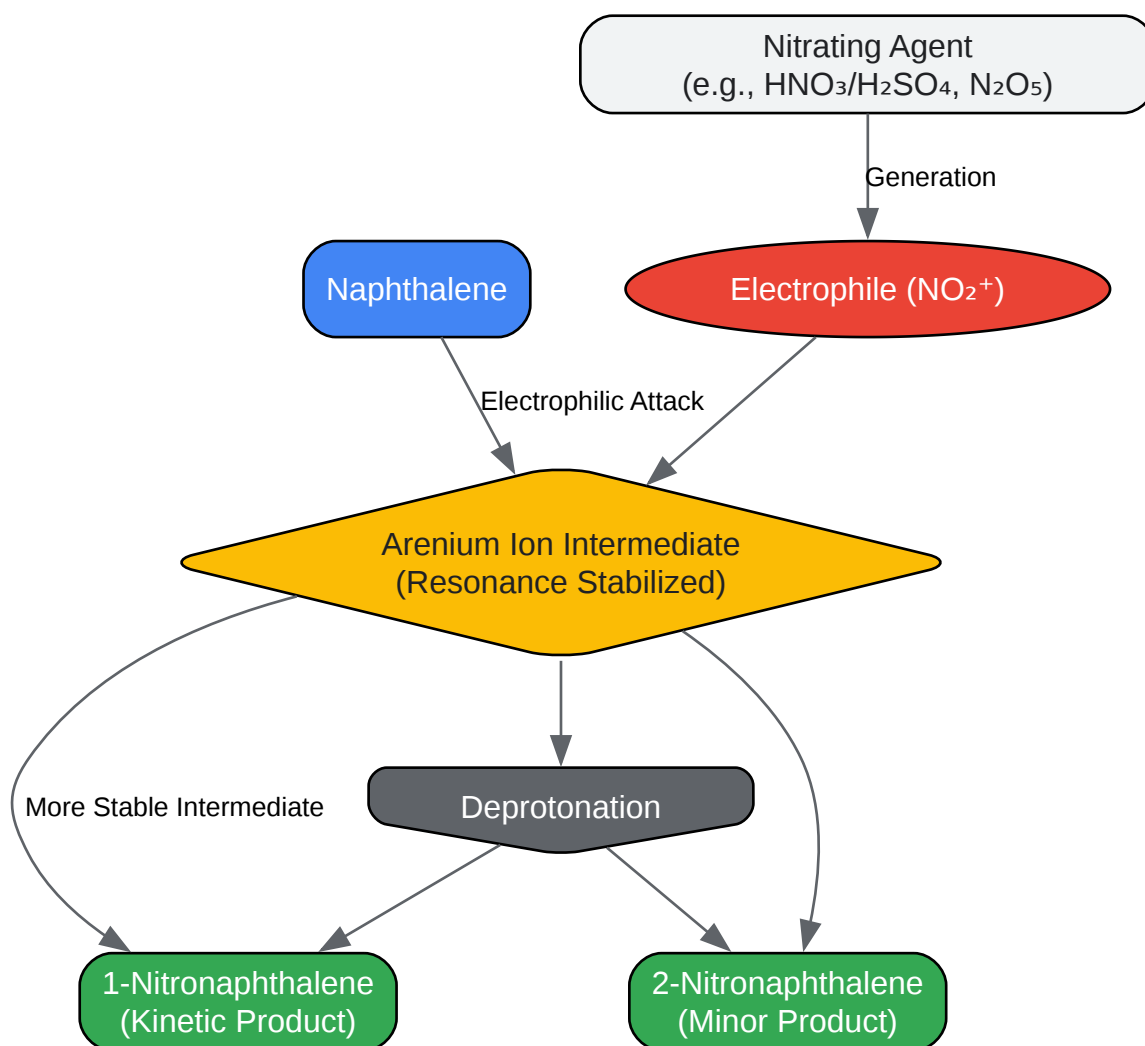 Nitrating Agent
(e.g., HNO₃/H₂SO₄, N₂O₅)
Generation
Naphthalene
Electrophile (NO₂⁺)
Electrophilic Attack
Arenium Ion Intermediate
(Resonance Stabilized)
More Stable Intermediate
Deprotonation
1-Nitronaphthalene
(Kinetic Product)
2-Nitronaphthalene
(Minor Product)